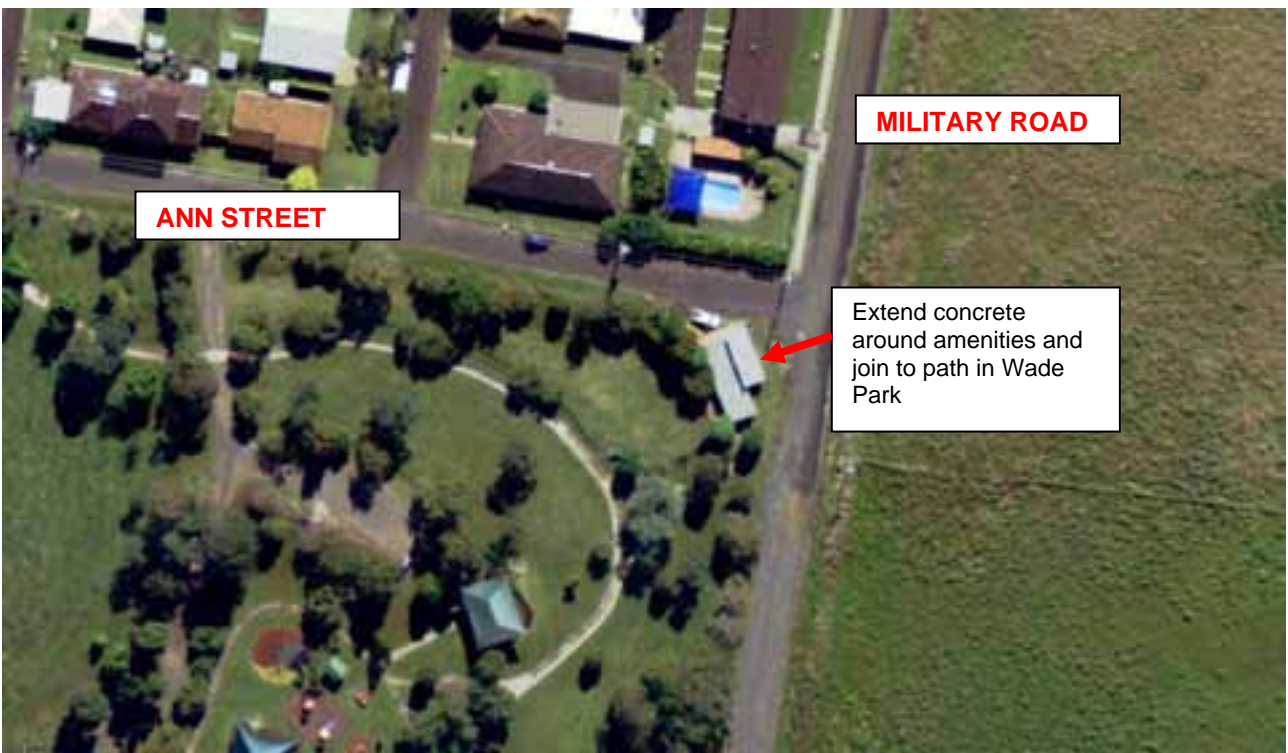 MILITARY ROAD
ANN STREET
Extend concrete
around amenities and
join to path in Wade
Park